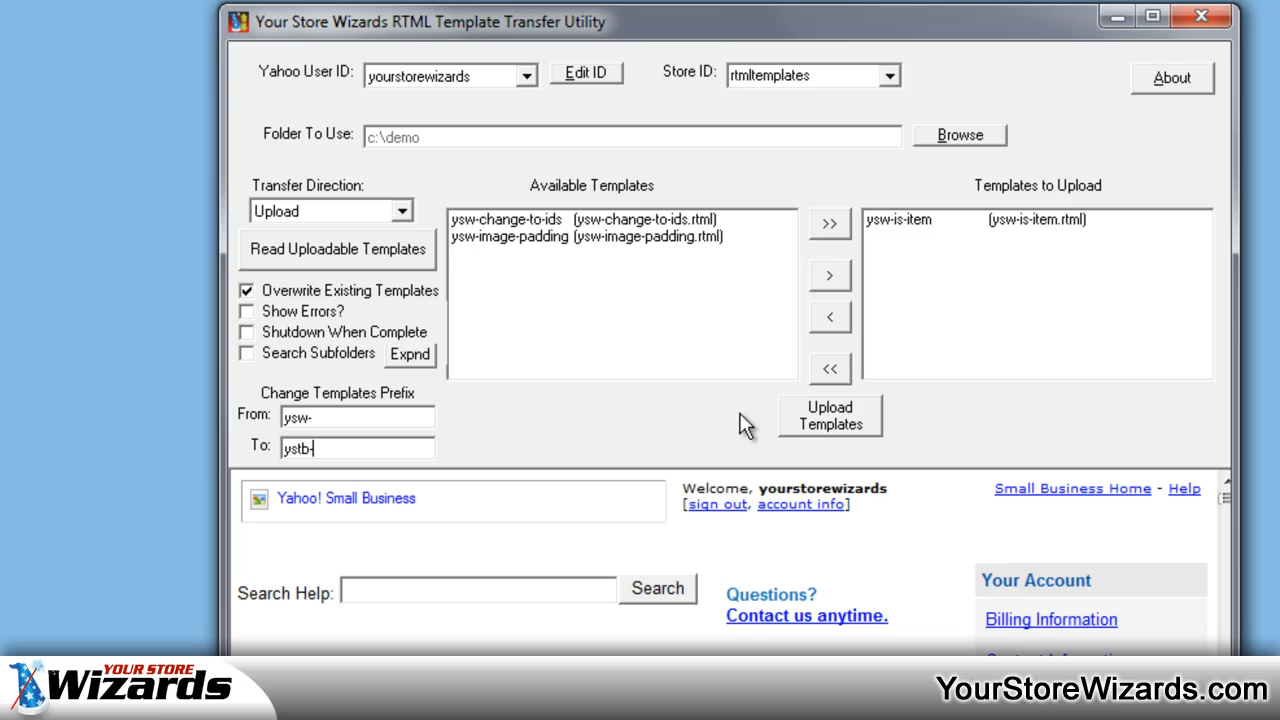 Your Store Wizards RTML Template Transfer Utility
Yahoo User ID: yourstorewizards Edit ID Store ID: rtmltemplates About
Folder To Use: c:\demo Browse
Transfer Direction: Available Templates Templates to Upload
Upload
Read Uploadable Templates
ysw-change-to-ids (ysw-change-to-ids.rtml) >> ysw-is-item (ysw-is-item.rtml)
ysw-image-padding (ysw-image-padding.rtml)
>
<
<<
Overwrite Existing Templates
Show Errors?
Shutdown When Complete
Search Subfolders Expnd
Change Templates Prefix
From: ysw-
To: ystb-
Upload
Templates
Yahoo! Small Business
Welcome, yourstorewizards
[sign out, account info]
Small Business Home - Help
Search Help: Search
Questions?
Contact us anytime.
Your Account
Billing Information
YOUR STORE
Wizards
YourStoreWizards.com